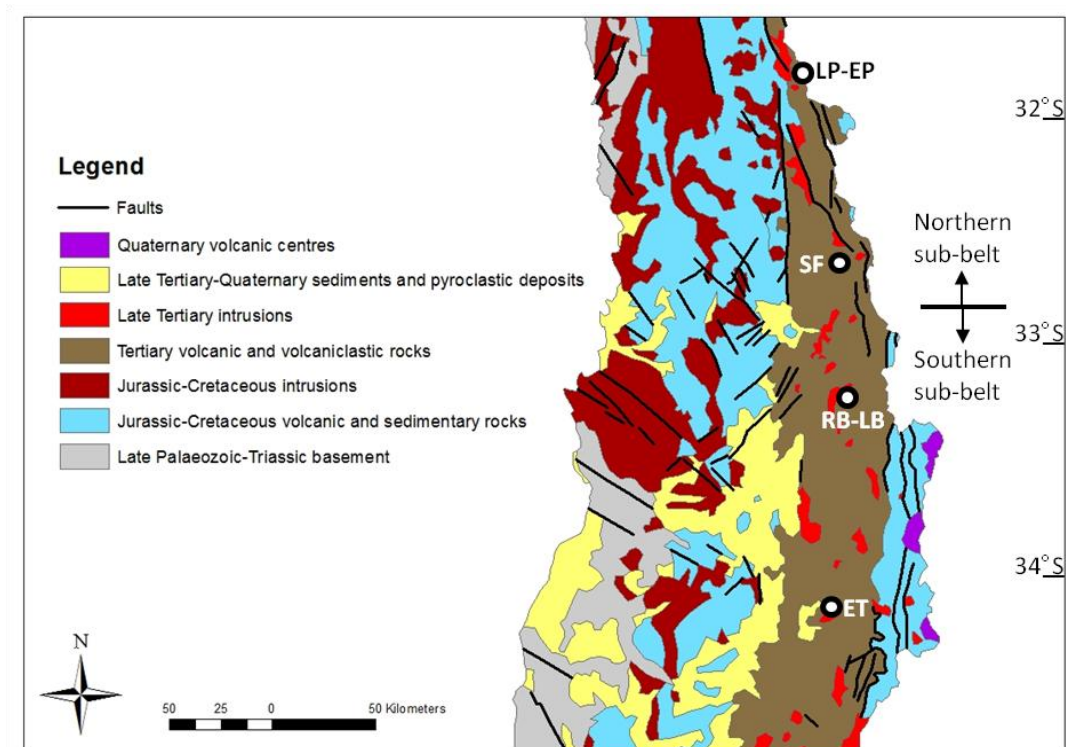 LP-EP
32°S
Legend
Faults
Quaternary volcanic centres
Late Tertiary-Quaternary sediments and pyroclastic deposits
Late Tertiary intrusions
Tertiary volcanic and volcaniclastic rocks
Jurassic-Cretaceous intrusions
Jurassic-Cretaceous volcanic and sedimentary rocks
Late Palaeozoic-Triassic basement
Northern
sub-belt
SF
33°S
Southern
sub-belt
RB-LB
34°S
ET
N
50 25 0 50 Kilometers